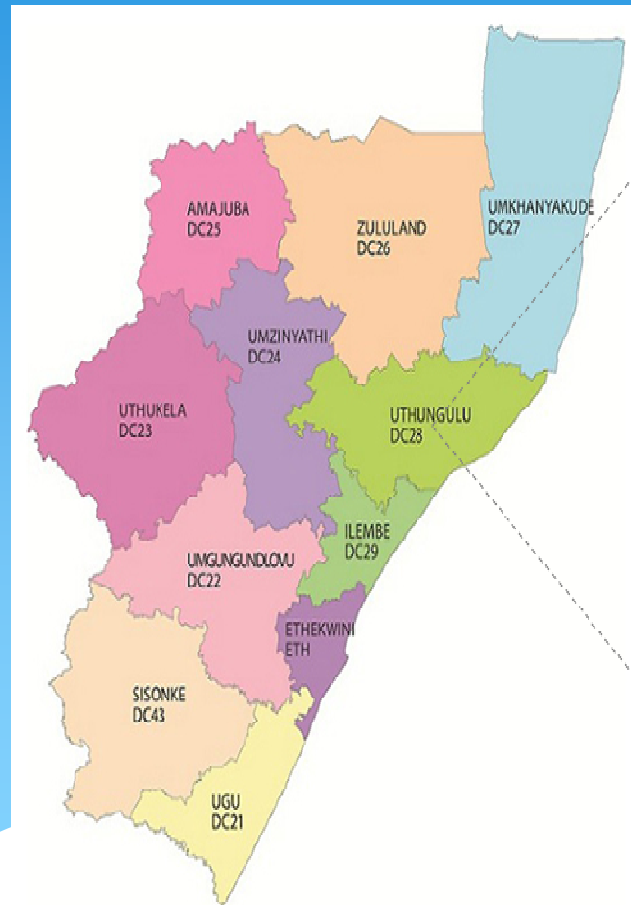 AMAJUBA
DC25
ZULULAND
DC26
UMKHANYAKUDE
DC27
UMZINYATHI
DC24
UTHUKELA
DC23
UTHUNGULU
DC28
ILEMBE
DC29
UMGUNGUNDLOVU
DC22
ETHEKWINI
ETH
SISONKE
DC43
UGU
DC21